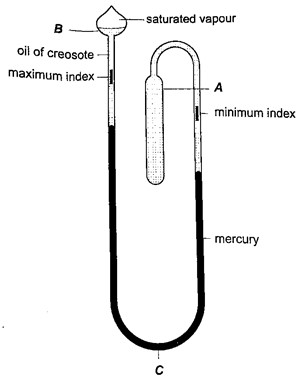 saturated vapour
B
oil of creosote
maximum index
A
minimum index
mercury
C